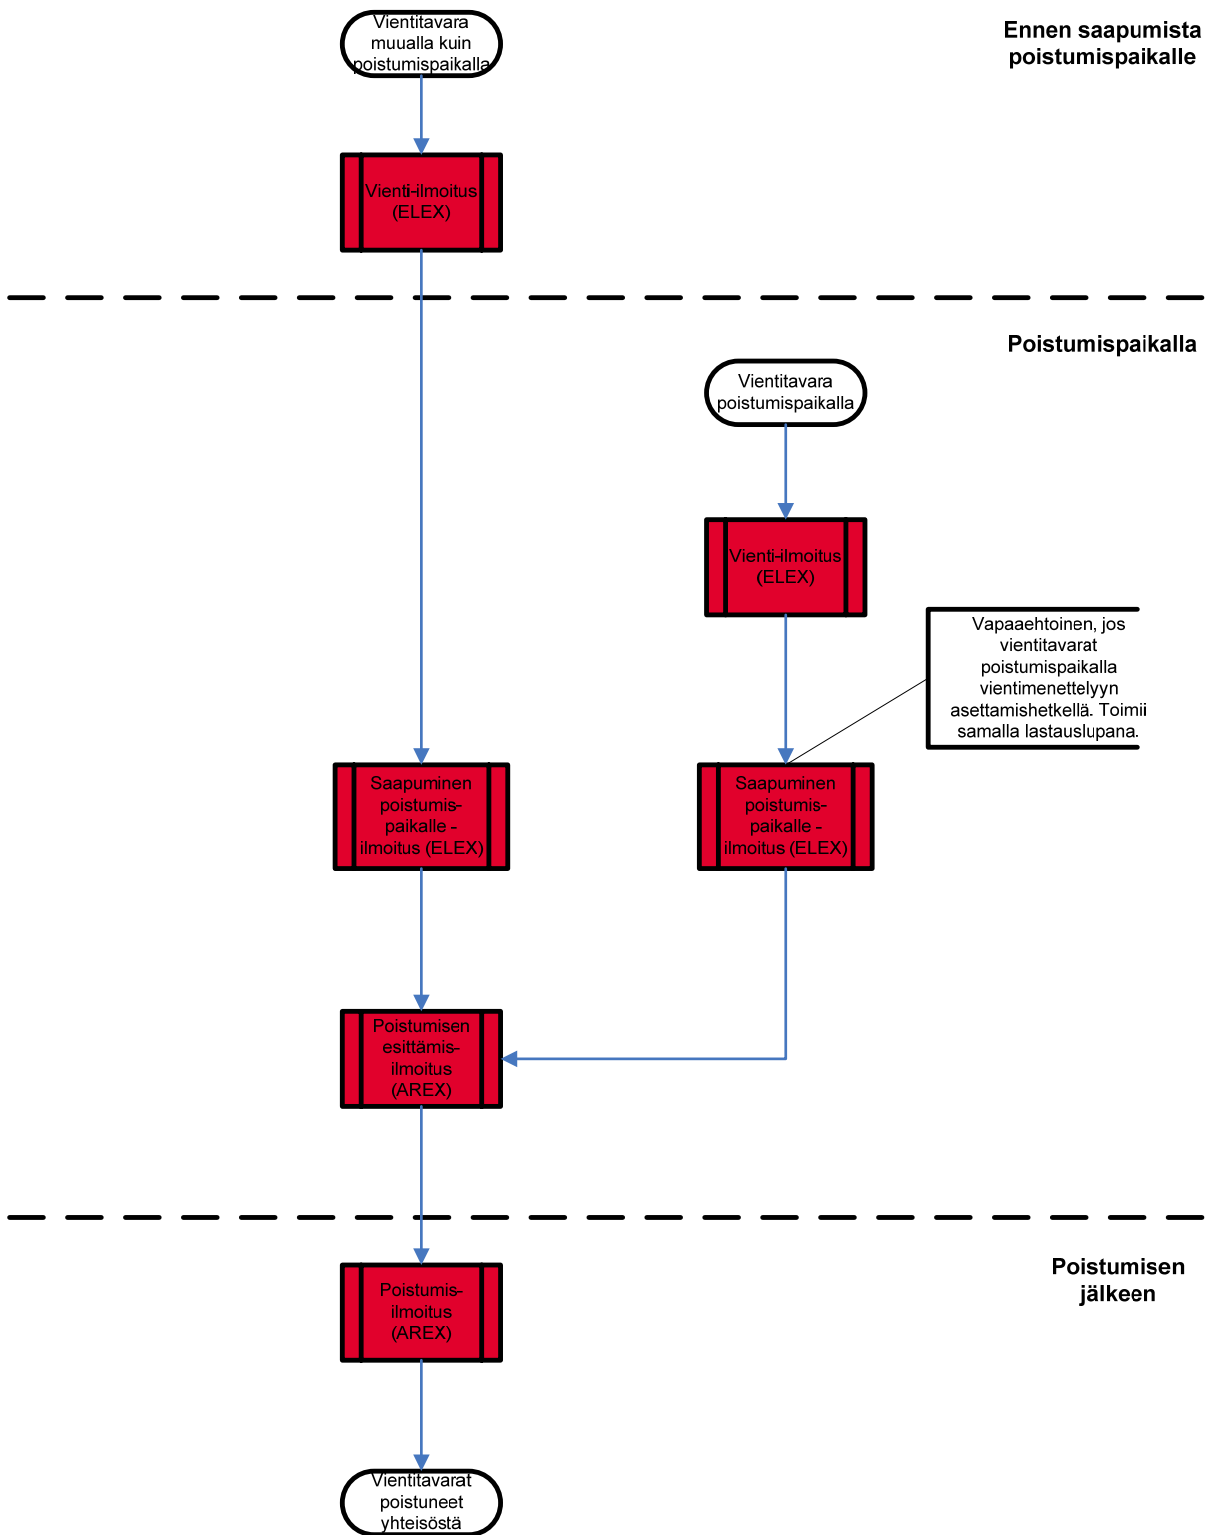 Vientitavara
muualla kuin
poistumispaikalla
Ennen saapumista
poistumispaikalle
Vienti-ilmoitus
(ELEX)
Poistumispaikalla
Vientitavara
poistumispaikalla
Vienti-ilmoitus
(ELEX)
Vapaaehtoinen, jos
vientitavarat
poistumispaikalla
vientimenettelyyn
asettamishetkellä. Toimii
samalla lastauslupana.
Saapuminen
poistumis-
paikalle -
ilmoitus (ELEX)
Saapuminen
poistumis-
paikalle -
ilmoitus (ELEX)
Poistumisen
esittämis-
ilmoitus
(AREX)
Poistumisen
jälkeen
Poistumis-
ilmoitus
(AREX)
Vientitavarat
poistuneet
yhteisöstä